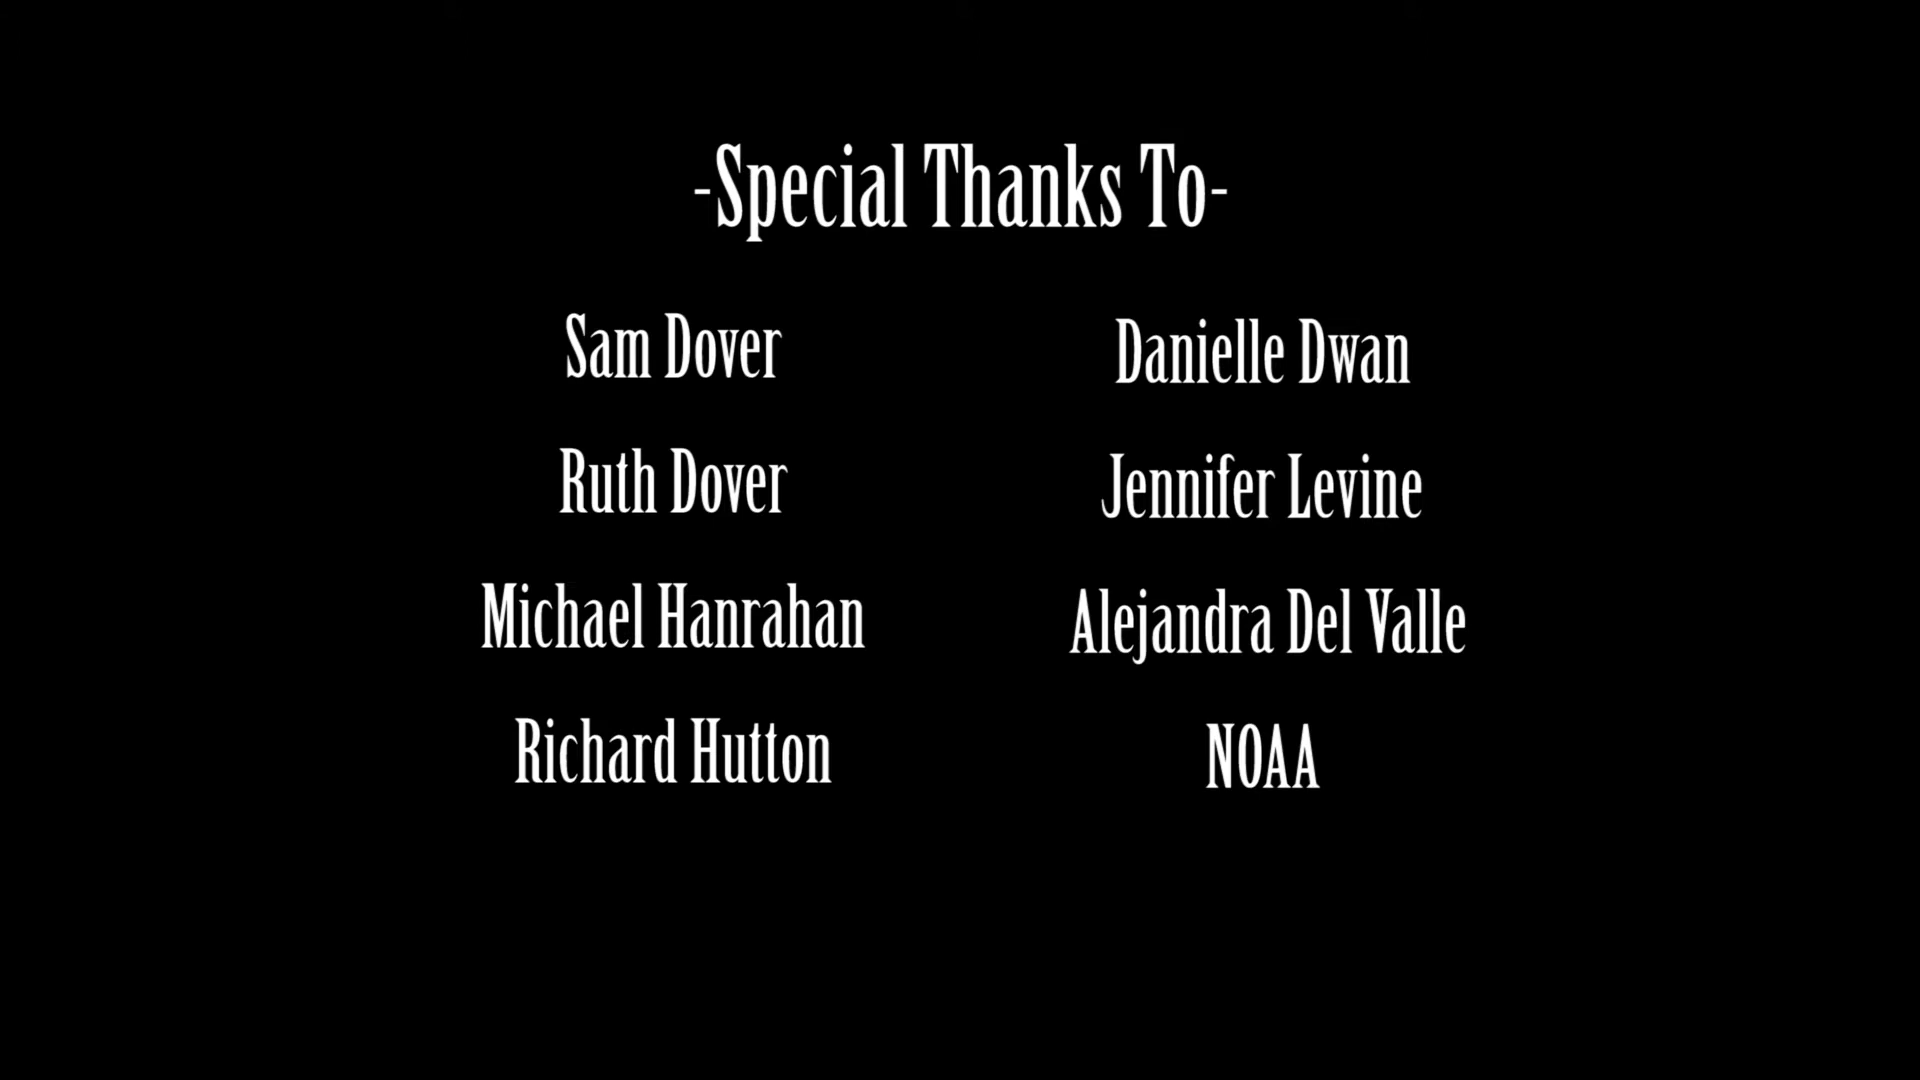 -Special Thanks To-
Sam Dover
Ruth Dover
Michael Hanrahan
Richard Hutton
Danielle Dwan
Jennifer Levine
Alejandra Del Valle
NOAA